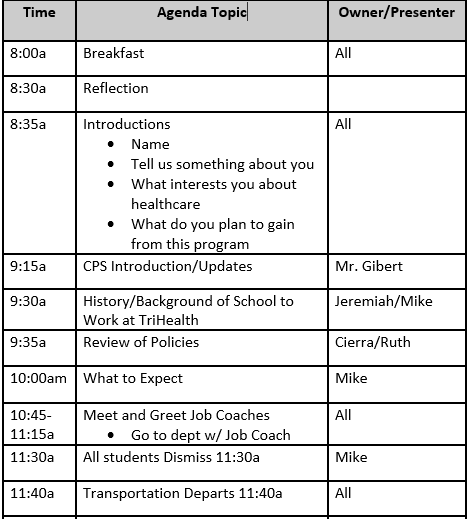 Time Agenda Topic Owner/Presenter
8:00a Breakfast All
8:30a Reflection
8:35a Introductions All
• Name
• Tell us something about you
• What interests you about
healthcare
• What do you plan to gain
from this program
9:15a CPS Introduction/Updates Mr. Gibert
9:30a History/Background of School to Jeremiah/Mike
Work at TriHealth
9:35a Review of Policies Cierra/Ruth
10:00am What to Expect Mike
10:45- Meet and Greet Job Coaches All
11:15a • Go to dept w/ Job Coach
11:30a All students Dismiss 11:30a Mike
11:40a Transportation Departs 11:40a All